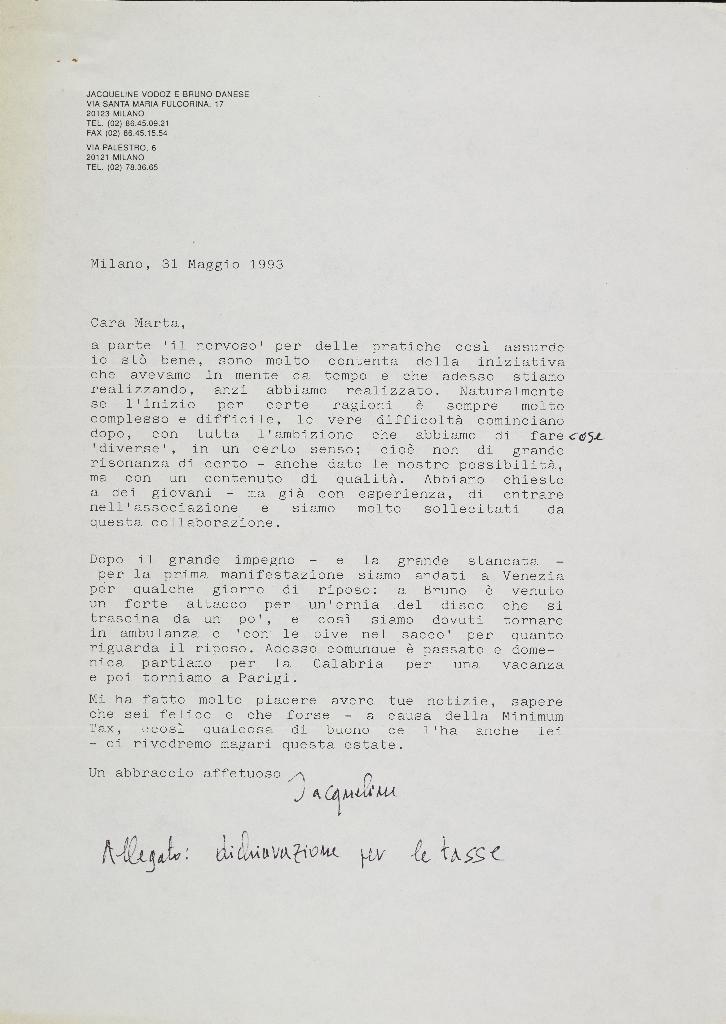 JACQUELINE VODOZ E BRUNO DANESE
VIA SANTA MARIA FULCORINA, 17
20123 MILANO
TEL. (02) 86.45.09.21
FAX (02) 86.45.15.54
VIA PALESTRO, 6
20121 MILANO
TEL. (02) 78.36.65
Milano, 31 Maggio 1993
Cara Marta,
a parte 'il nervoso' per delle pratiche così assurde
io stò bene, sono molto contenta della iniziativa
che avevamo in mente da tempo e che adesso stiamo
realizzando, anzi abbiamo realizzato. Naturalmente
se l'inizio per certe ragioni è sempre molto
complesso e difficile, le vere difficoltà cominciano
dopo, con tutta l'ambizione che abbiamo di fare cose
'diverse', in un certo senso; cioè non di grande
risonanza di certo - anche date le nostre possibilità,
ma con un contenuto di qualità. Abbiamo chiesto
a dei giovani - ma già con esperienza, di entrare
nell'associazione e siamo molto sollecitati da
questa collaborazione.
Dopo il grande impegno - e la grande stancata -
per la prima manifestazione siamo andati a Venezia
per qualche giorno di riposo: a Bruno è venuto
un forte attacco per un'ernia del disco che si
trascina da un po', e così siamo dovuti tornare
in ambulanza e 'con le pive nel sacco' per quanto
riguarda il riposo. Adesso comunque è passato e dome-
nica partiamo per la Calabria per una vacanza
e poi torniamo a Parigi.
Mi ha fatto molto piacere avere tue notizie, sapere
che sei felice e che forse - a causa della Minimum
Tax, ccosì qualcosa di buono ce l'ha anche lei
- ci rivedremo magari questa estate.
Un abbraccio affetuoso
Jacqueline
Allegato: dichiarazione per le tasse